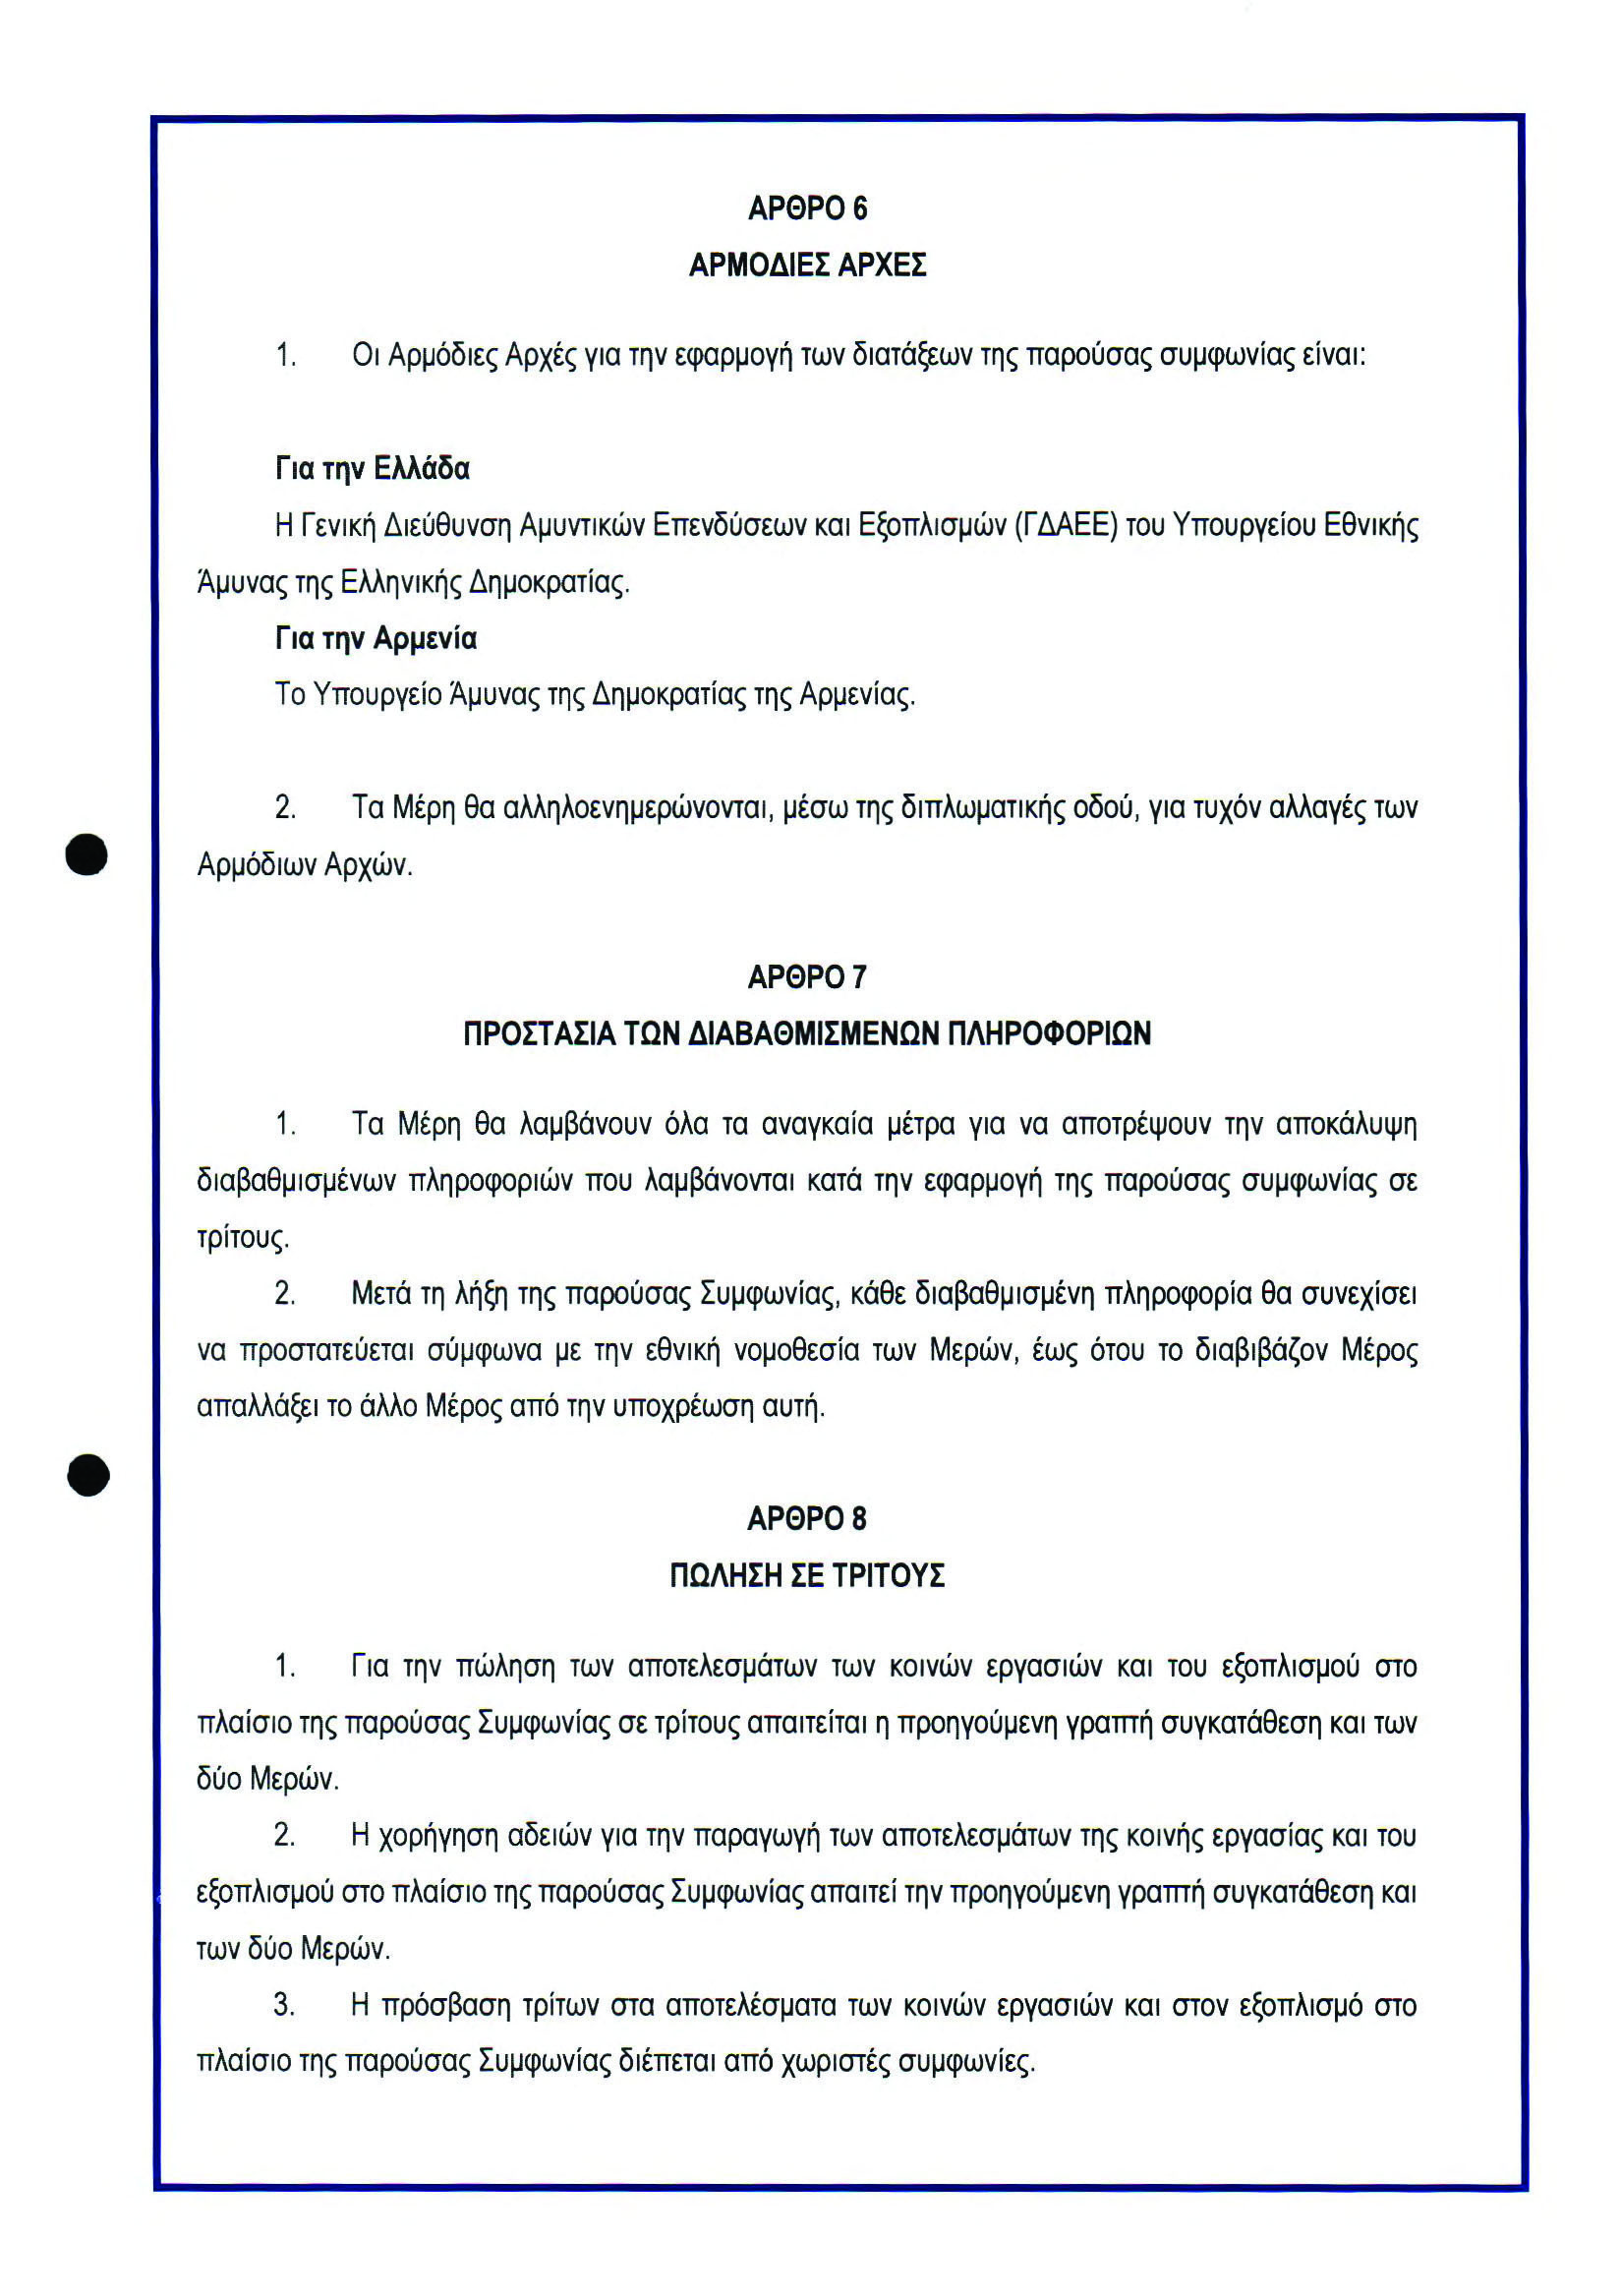 ΑΡΘΡΟ 6
ΑΡΜΟΔΙΕΣ ΑΡΧΕΣ
1. Οι Αρμόδιες Αρχές για την εφαρμογή των διατάξεων της παρούσας συμφωνίας είναι:
Για την Ελλάδα
Η Γενική Διεύθυνση Αμυντικών Επενδύσεων και Εξοπλισμών (ΓΔΑΕΕ) του Υπουργείου Εθνικής
Άμυνας της Ελληνικής Δημοκρατίας.
Για την Αρμενία
Το Υπουργείο Άμυνας της Δημοκρατίας της Αρμενίας.
2. Τα Μέρη θα αλληλοενημερώνονται, μέσω της διπλωματικής οδού, για τυχόν αλλαγές των
Αρμόδιων Αρχών.
ΑΡΘΡΟ 7
ΠΡΟΣΤΑΣΙΑ ΤΩΝ ΔΙΑΒΑΘΜΙΣΜΕΝΩΝ ΠΛΗΡΟΦΟΡΙΩΝ
1. Τα Μέρη θα λαμβάνουν όλα τα αναγκαία μέτρα για να αποτρέψουν την αποκάλυψη
διαβαθμισμένων πληροφοριών που λαμβάνονται κατά την εφαρμογή της παρούσας συμφωνίας σε
τρίτους.
2. Μετά τη λήξη της παρούσας Συμφωνίας, κάθε διαβαθμισμένη πληροφορία θα συνεχίσει
να προστατεύεται σύμφωνα με την εθνική νομοθεσία των Μερών, έως ότου το διαβιβάζον Μέρος
απαλλάξει το άλλο Μέρος από την υποχρέωση αυτή.
ΑΡΘΡΟ 8
ΠΩΛΗΣΗ ΣΕ ΤΡΙΤΟΥΣ
1. Για την πώληση των αποτελεσμάτων των κοινών εργασιών και του εξοπλισμού στο
πλαίσιο της παρούσας Συμφωνίας σε τρίτους απαιτείται η προηγούμενη γραπτή συγκατάθεση και των
δύο Μερών.
2. Η χορήγηση αδειών για την παραγωγή των αποτελεσμάτων της κοινής εργασίας και του
εξοπλισμού στο πλαίσιο της παρούσας Συμφωνίας απαιτεί την προηγούμενη γραπτή συγκατάθεση και
των δύο Μερών.
3. Η πρόσβαση τρίτων στα αποτελέσματα των κοινών εργασιών και στον εξοπλισμό στο
πλαίσιο της παρούσας Συμφωνίας διέπεται από χωριστές συμφωνίες.